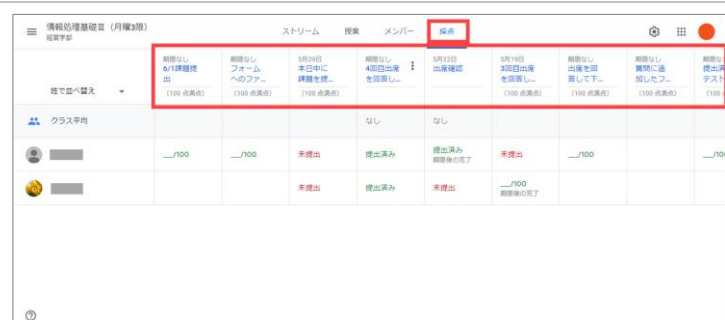 情報処理基礎Ⅲ (月曜3限)
経営学部
ストリーム 授業 メンバー 採点
姓で並べ替え
期限なし
6/1課題提
出
(100 点満点)
期限なし
フォーム
へのファ...
(100 点満点)
5月29日
本日中に
課題を提...
(100 点満点)
期限なし
4回目出席
を回答し...
5月22日
出席確認
5月19日
3回目出席
を回答し...
(100 点満点)
期限なし
出席を回
答して下...
(100 点満点)
期限なし
質問に追
加したフ...
(100 点満点)
期限なし
提出済
テスト
(100
クラス平均 なし なし
__/100 __/100 未提出 提出済み 提出済み 未提出 __/100 __/10
期限後の完了
未提出 提出済み 未提出 __/100
期限後の完了